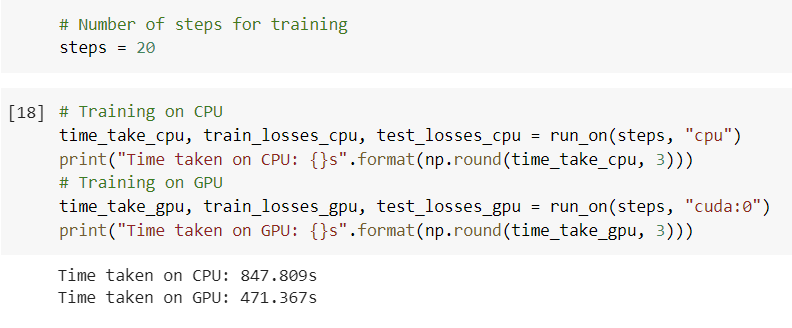 # Number of steps for training
steps = 20
[18] # Training on CPU
time_take_cpu, train_losses_cpu, test_losses_cpu = run_on(steps, "cpu")
print("Time taken on CPU: {}s".format(np.round(time_take_cpu, 3)))
# Training on GPU
time_take_gpu, train_losses_gpu, test_losses_gpu = run_on(steps, "cuda:0")
print("Time taken on GPU: {}s".format(np.round(time_take_gpu, 3)))
Time taken on CPU: 847.809s
Time taken on GPU: 471.367s